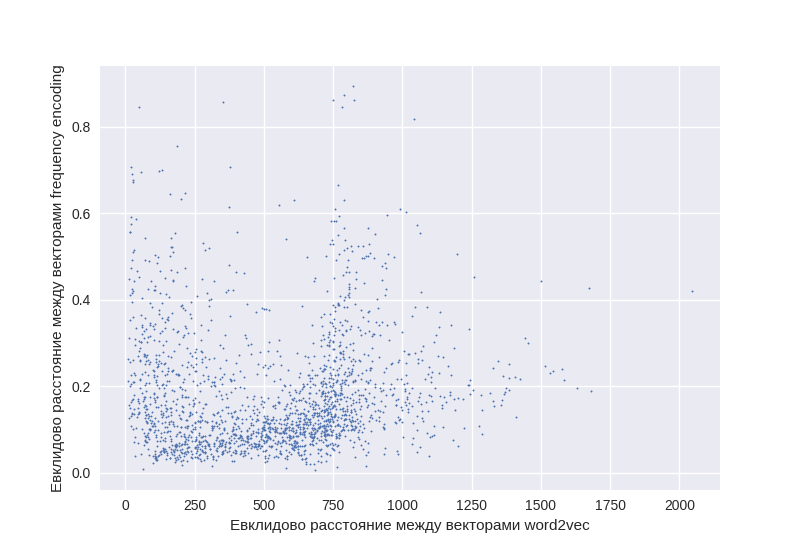 Евклидово расстояние между векторами frequency encoding
0.8
0.6
0.4
0.2
0.0
0 250 500 750 1000 1250 1500 1750 2000
Евклидово расстояние между векторами word2vec